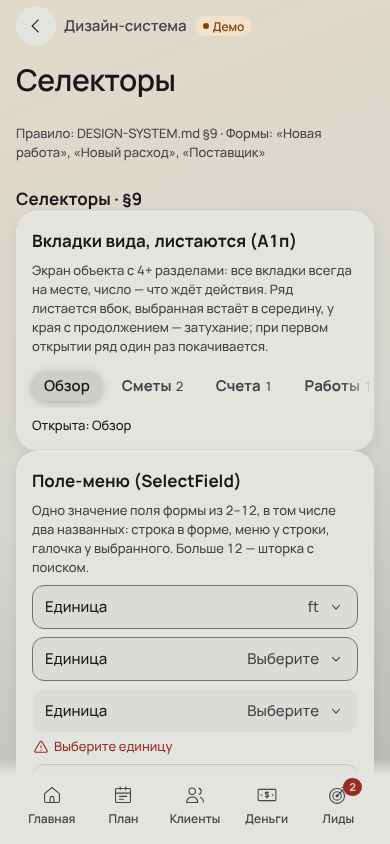 Дизайн-система
Демо
Селекторы
Правило: DESIGN-SYSTEM.md §9 · Формы: «Новая
работа», «Новый расход», «Поставщик»
Селекторы · §9
Вкладки вида, листаются (А1п)
Экран объекта с 4+ разделами: все вкладки всегда
на месте, число — что ждёт действия. Ряд
листается вбок, выбранная встаёт в середину, у
края с продолжением — затухание; при первом
открытии ряд один раз покачивается.
Обзор Сметы 2 Счета 1 Работы 1
Открыта: Обзор
Поле-меню (SelectField)
Одно значение поля формы из 2–12, в том числе
два названных: строка в форме, меню у строки,
галочка у выбранного. Больше 12 — шторка с
поиском.
Единица ft
Единица Выберите
Единица Выберите
Выберите единицу
2
Главная План Клиенты Деньги Лиды